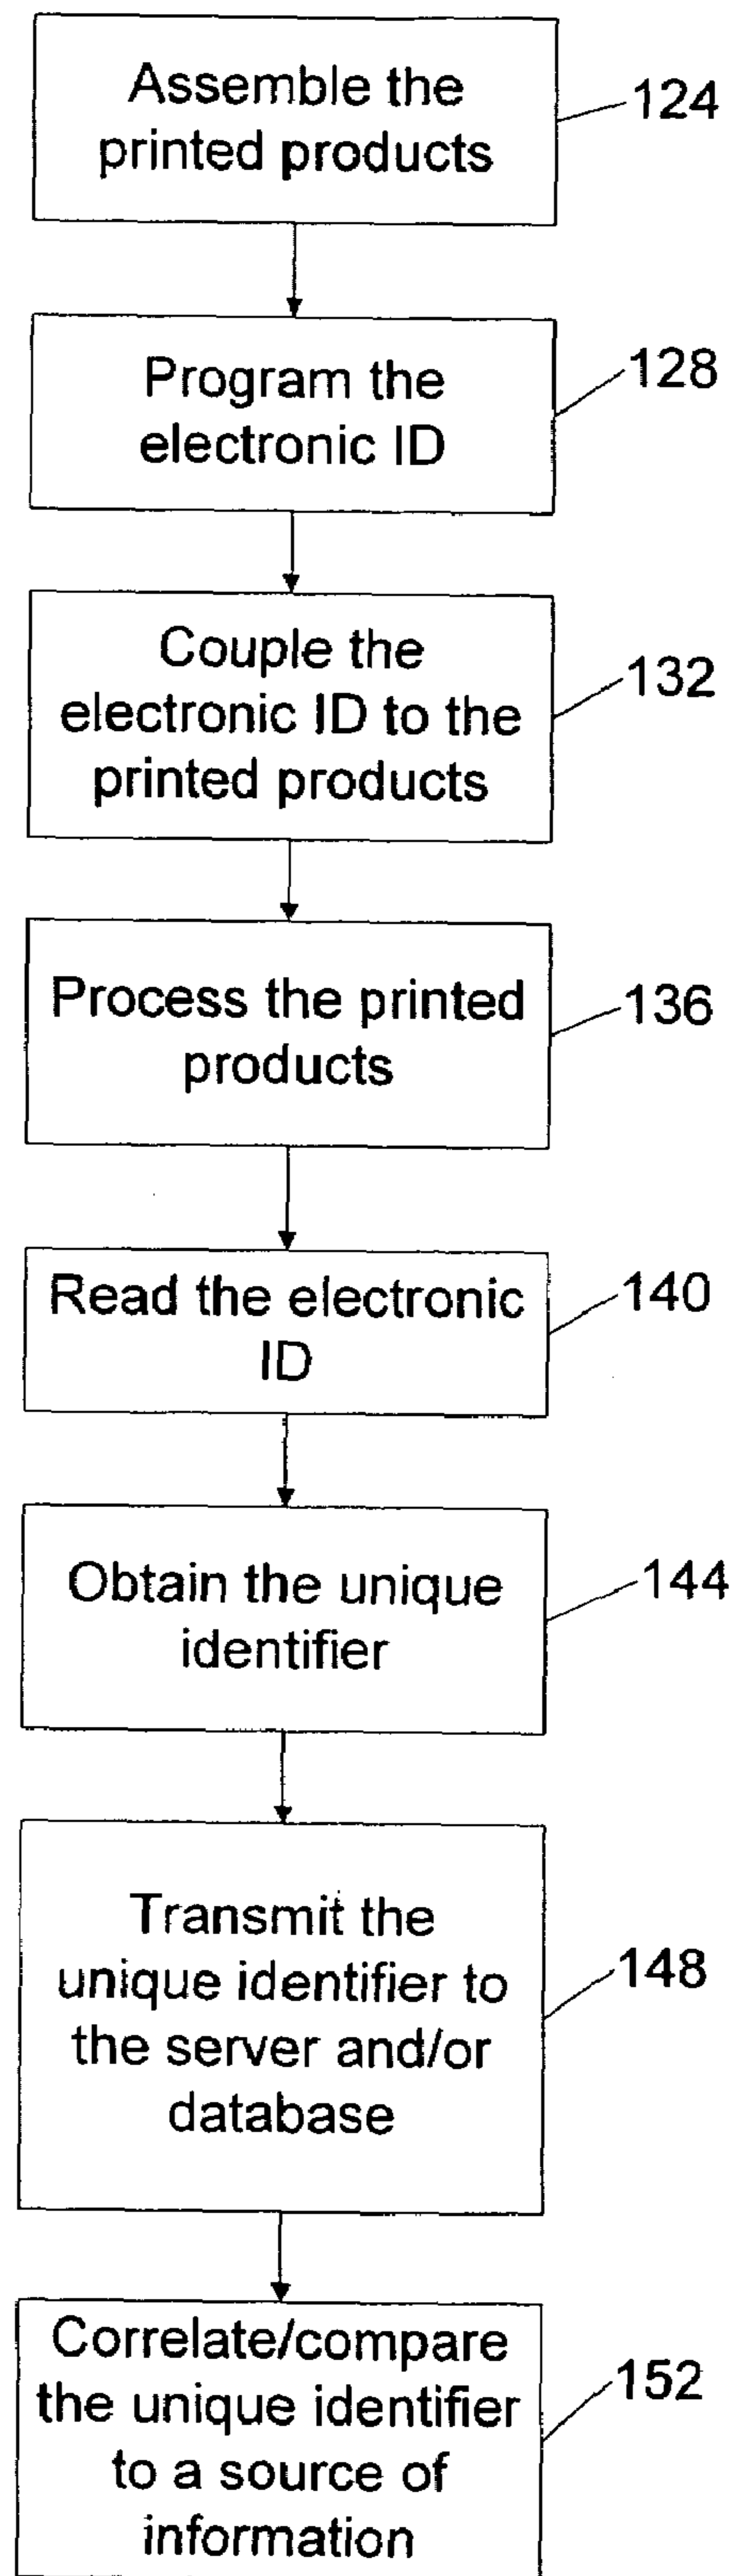 Assemble the
printed products
124
Program the
electronic ID
128
Couple the
electronic ID to the
printed products
132
Process the printed
products
136
Read the electronic
ID
140
Obtain the unique
identifier
144
Transmit the
unique identifier to
the server and/or
database
148
Correlate/compare
the unique identifier
to a source of
information
152